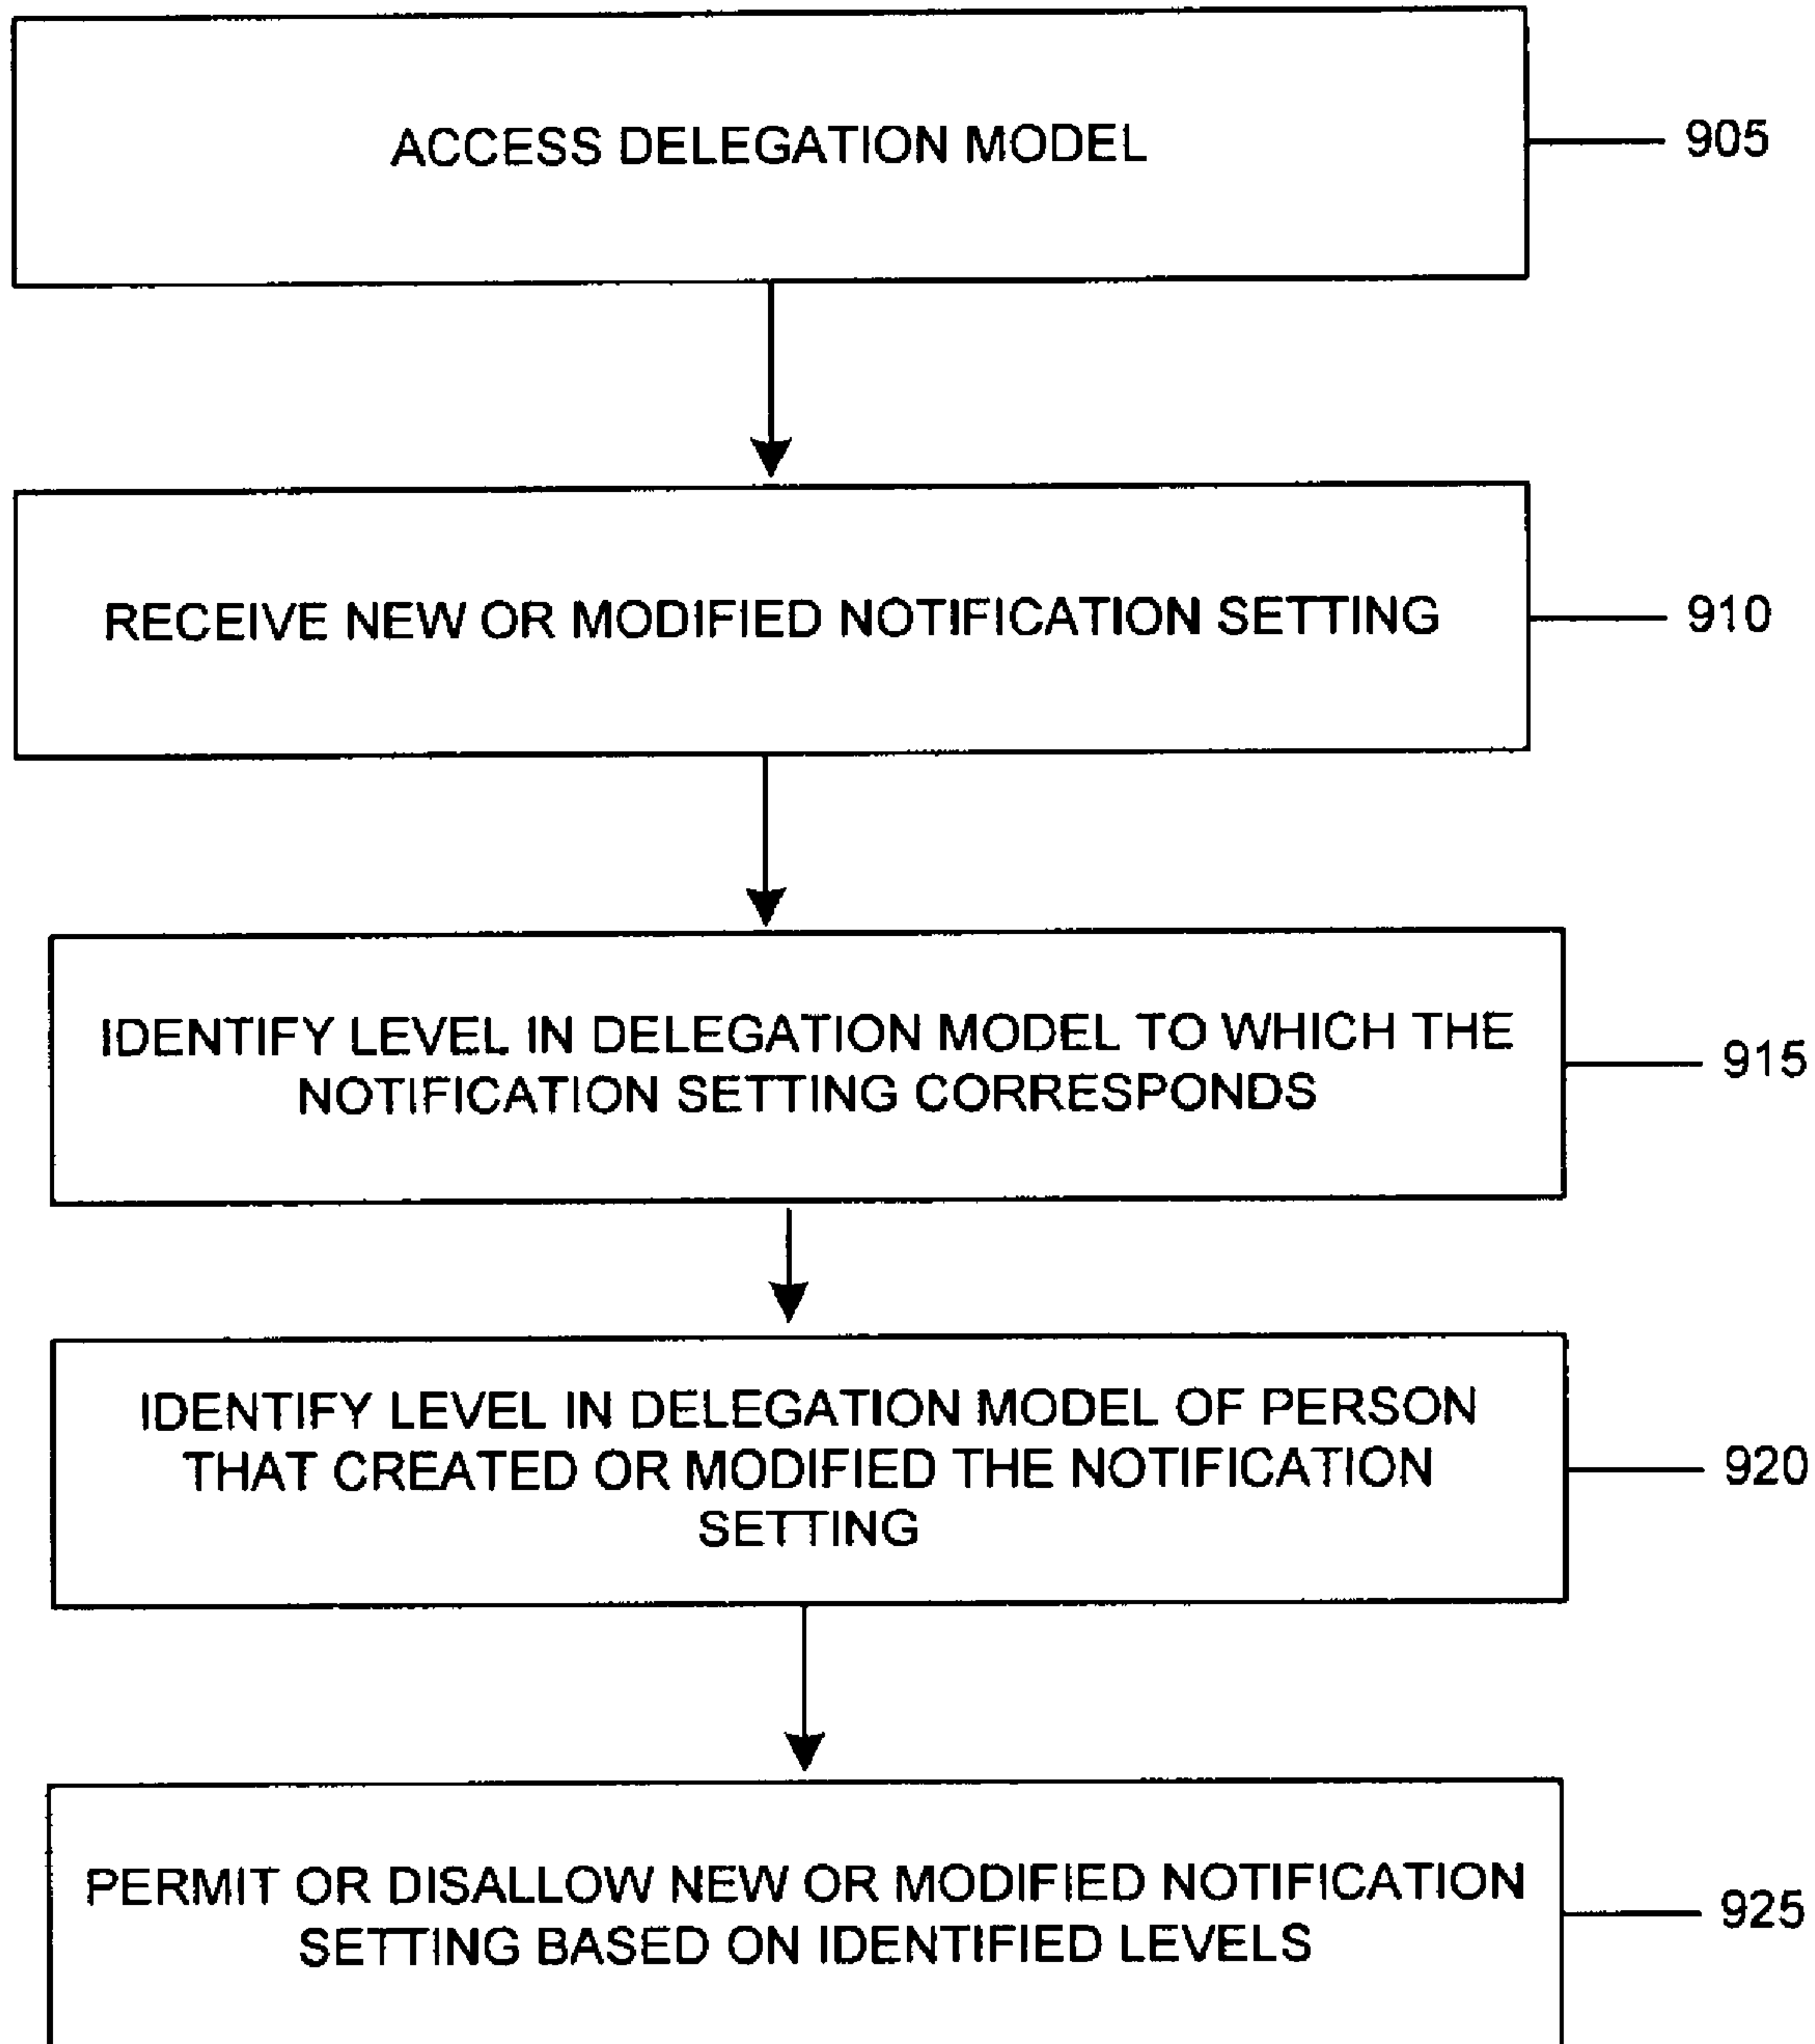 ACCESS DELEGATION MODEL
905
RECEIVE NEW OR MODIFIED NOTIFICATION SETTING
910
IDENTIFY LEVEL IN DELEGATION MODEL TO WHICH THE
NOTIFICATION SETTING CORRESPONDS
915
IDENTIFY LEVEL IN DELEGATION MODEL OF PERSON
THAT CREATED OR MODIFIED THE NOTIFICATION
SETTING
920
PERMIT OR DISALLOW NEW OR MODIFIED NOTIFICATION
SETTING BASED ON IDENTIFIED LEVELS
925